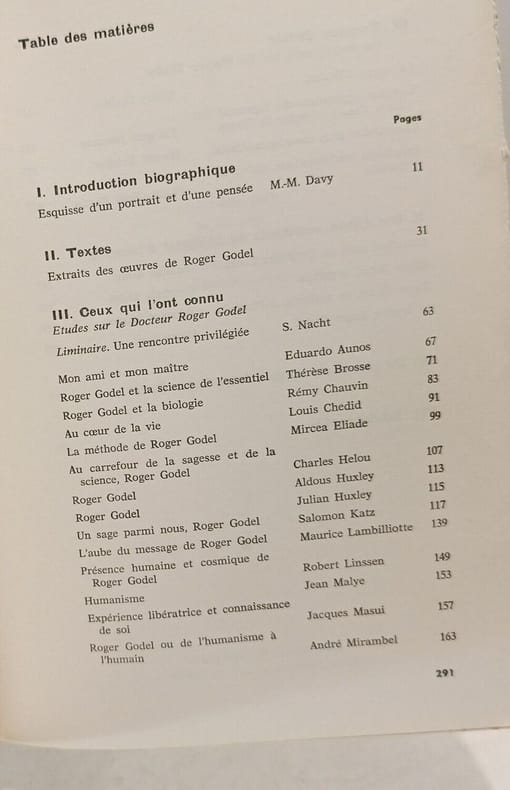 Table des matières
Pages
I. Introduction biographique
Esquisse d'un portrait et d'une pensée M.-M. Davy 11
II. Textes
Extraits des œuvres de Roger Godel 31
III. Ceux qui l'ont connu
Etudes sur le Docteur Roger Godel
Liminaire. Une rencontre privilégiée S. Nacht 63
Mon ami et mon maître Eduardo Aunos 67
Roger Godel et la science de l'essentiel Thérèse Brosse 71
Roger Godel et la biologie Rémy Chauvin 83
Au cœur de la vie Louis Chedid 91
La méthode de Roger Godel Mircea Eliade 99
Au carrefour de la sagesse et de la
science, Roger Godel Charles Helou 107
Roger Godel Aldous Huxley 113
Roger Godel Julian Huxley 115
Un sage parmi nous, Roger Godel Salomon Katz 117
L'aube du message de Roger Godel Maurice Lambilliotte 139
Présence humaine et cosmique de
Roger Godel Robert Linssen 149
Humanisme Jean Malye 153
Expérience libératrice et connaissance
de soi Jacques Masui 157
Roger Godel ou de l'humanisme à
l'humain André Mirambel 163
291